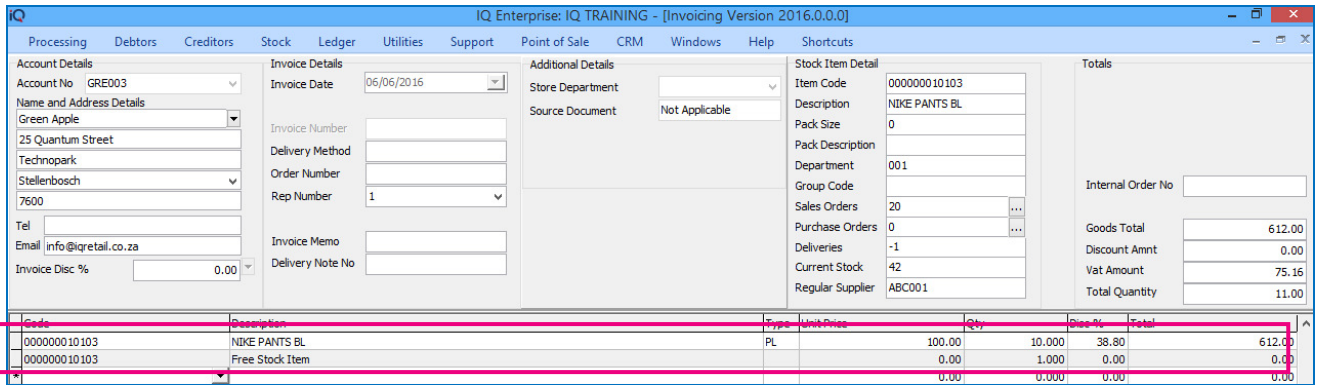 iQ IQ Enterprise: IQ TRAINING - [Invoicing Version 2016.0.0.0]
Processing Debtors Creditors Stock Ledger Utilities Support Point of Sale CRM Windows Help Shortcuts
Account Details
Account No GRE003
Name and Address Details
Green Apple
25 Quantum Street
Technopark
Stellenbosch
7600
Tel
Email info@iqretail.co.za
Invoice Disc % 0.00
Invoice Details
Invoice Date 06/06/2016
Invoice Number
Delivery Method
Order Number
Rep Number 1
Invoice Memo
Delivery Note No
Additional Details
Store Department
Source Document Not Applicable
Stock Item Detail
Item Code 000000010103
Description NIKE PANTS BL
Pack Size 0
Pack Description
Department 001
Group Code
Sales Orders 20 ...
Purchase Orders 0 ...
Deliveries -1
Current Stock 42
Regular Supplier ABC001
Totals
Internal Order No
Goods Total 612.00
Discount Amnt 0.00
Vat Amount 75.16
Total Quantity 11.00
Code Description Type Unit Price Qty Disc % Total
000000010103 NIKE PANTS BL PL 100.00 10.000 38.80 612.00
000000010103 Free Stock Item 0.00 1.000 0.00 0.00
* 0.00 0.000 0.00 0.00